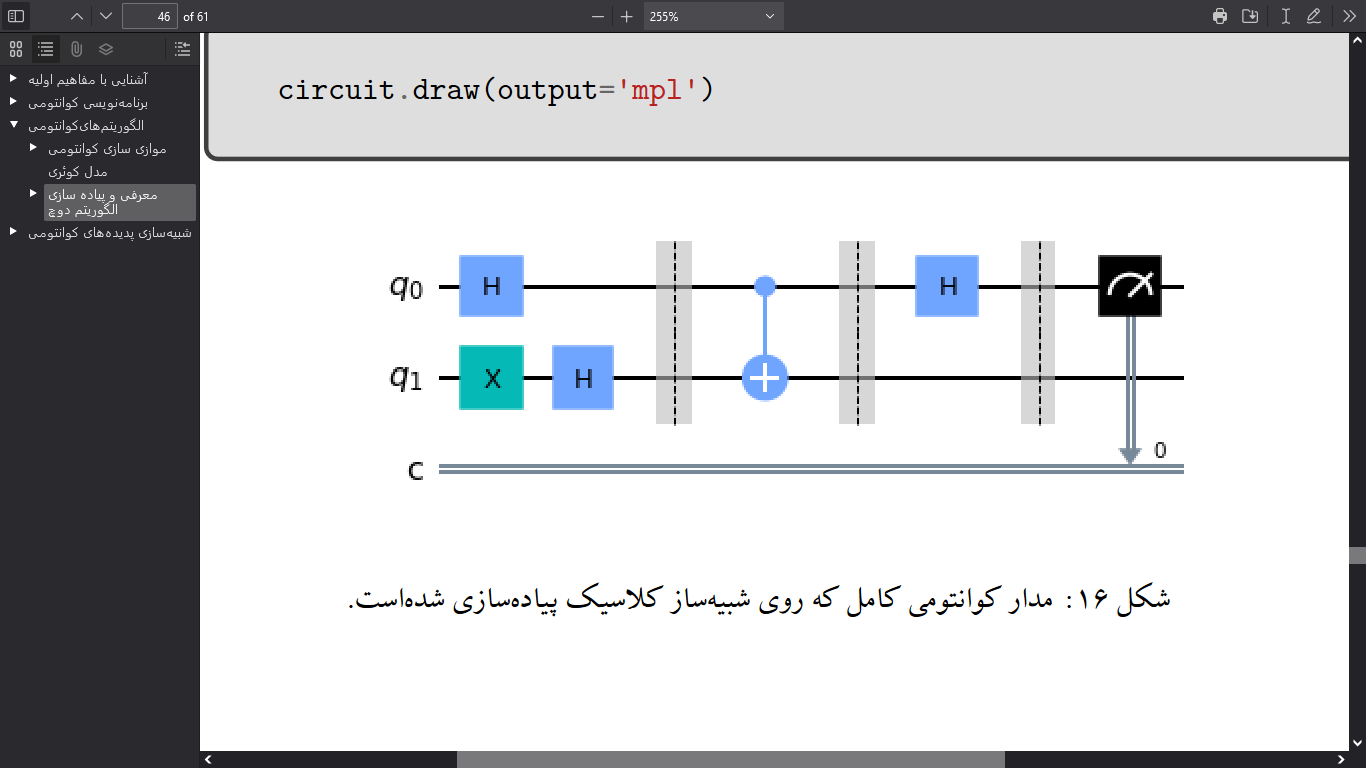 46 of 61
255%
آشنایی با مفاهیم اولیه
برنامه‌نویسی کوانتومی
الگوریتم‌های‌کوانتومی
موازی سازی کوانتومی
مدل کوئری
معرفی و پیاده سازی
الگوریتم دوچ
شبیه‌سازی پدیده‌های کوانتومی
circuit.draw(output='mpl')
q0 H H
q1 X H
c 0
شکل ۱۶: مدار کوانتومی کامل که روی شبیه‌ساز کلاسیک پیاده‌سازی شده‌است.